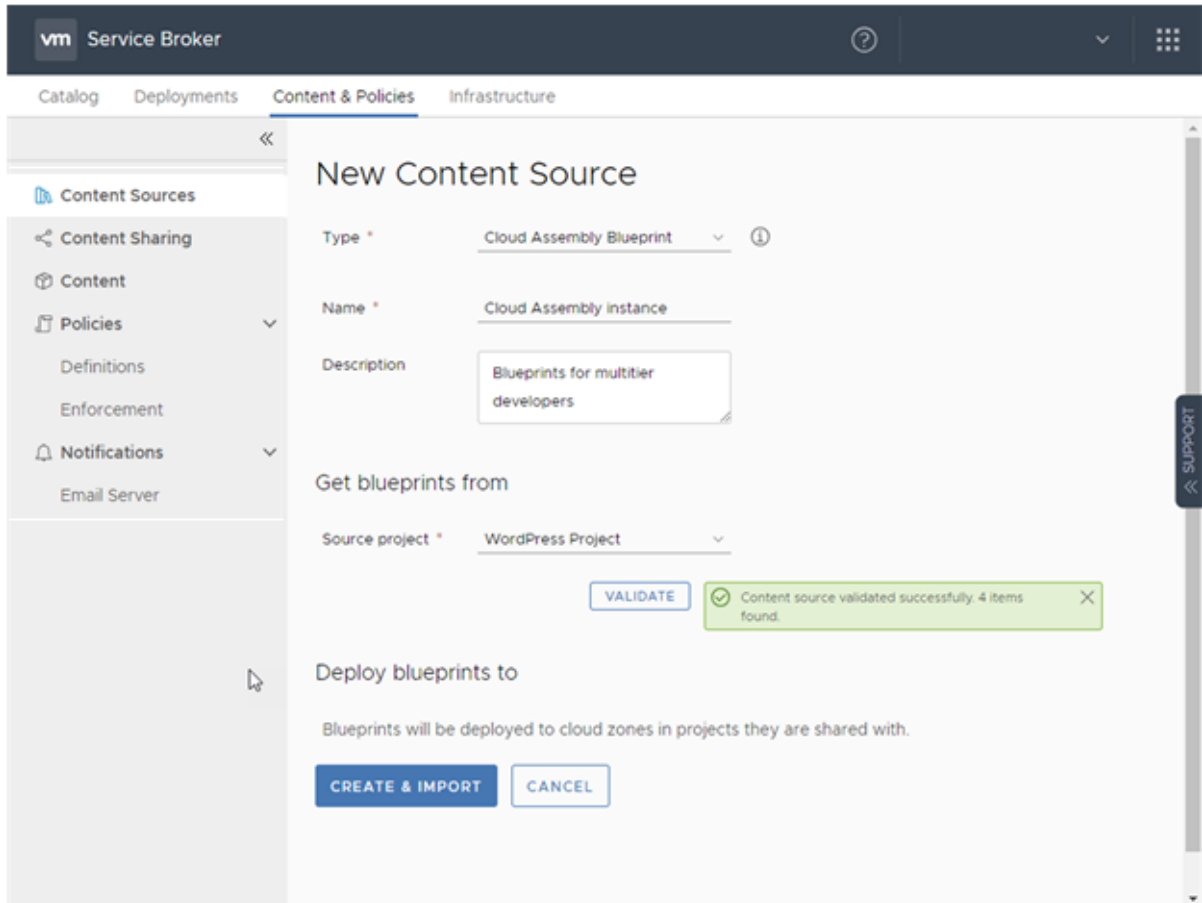 vm Service Broker
Catalog Deployments Content & Policies Infrastructure
New Content Source
Content Sources
Content Sharing
Content
Policies
Definitions
Enforcement
Notifications
Email Server
Type * Cloud Assembly Blueprint
Name * Cloud Assembly instance
Description Blueprints for multitier
developers
Get blueprints from
Source project * WordPress Project
VALIDATE Content source validated successfully. 4 items
found.
Deploy blueprints to
Blueprints will be deployed to cloud zones in projects they are shared with.
CREATE & IMPORT CANCEL
SUPPORT